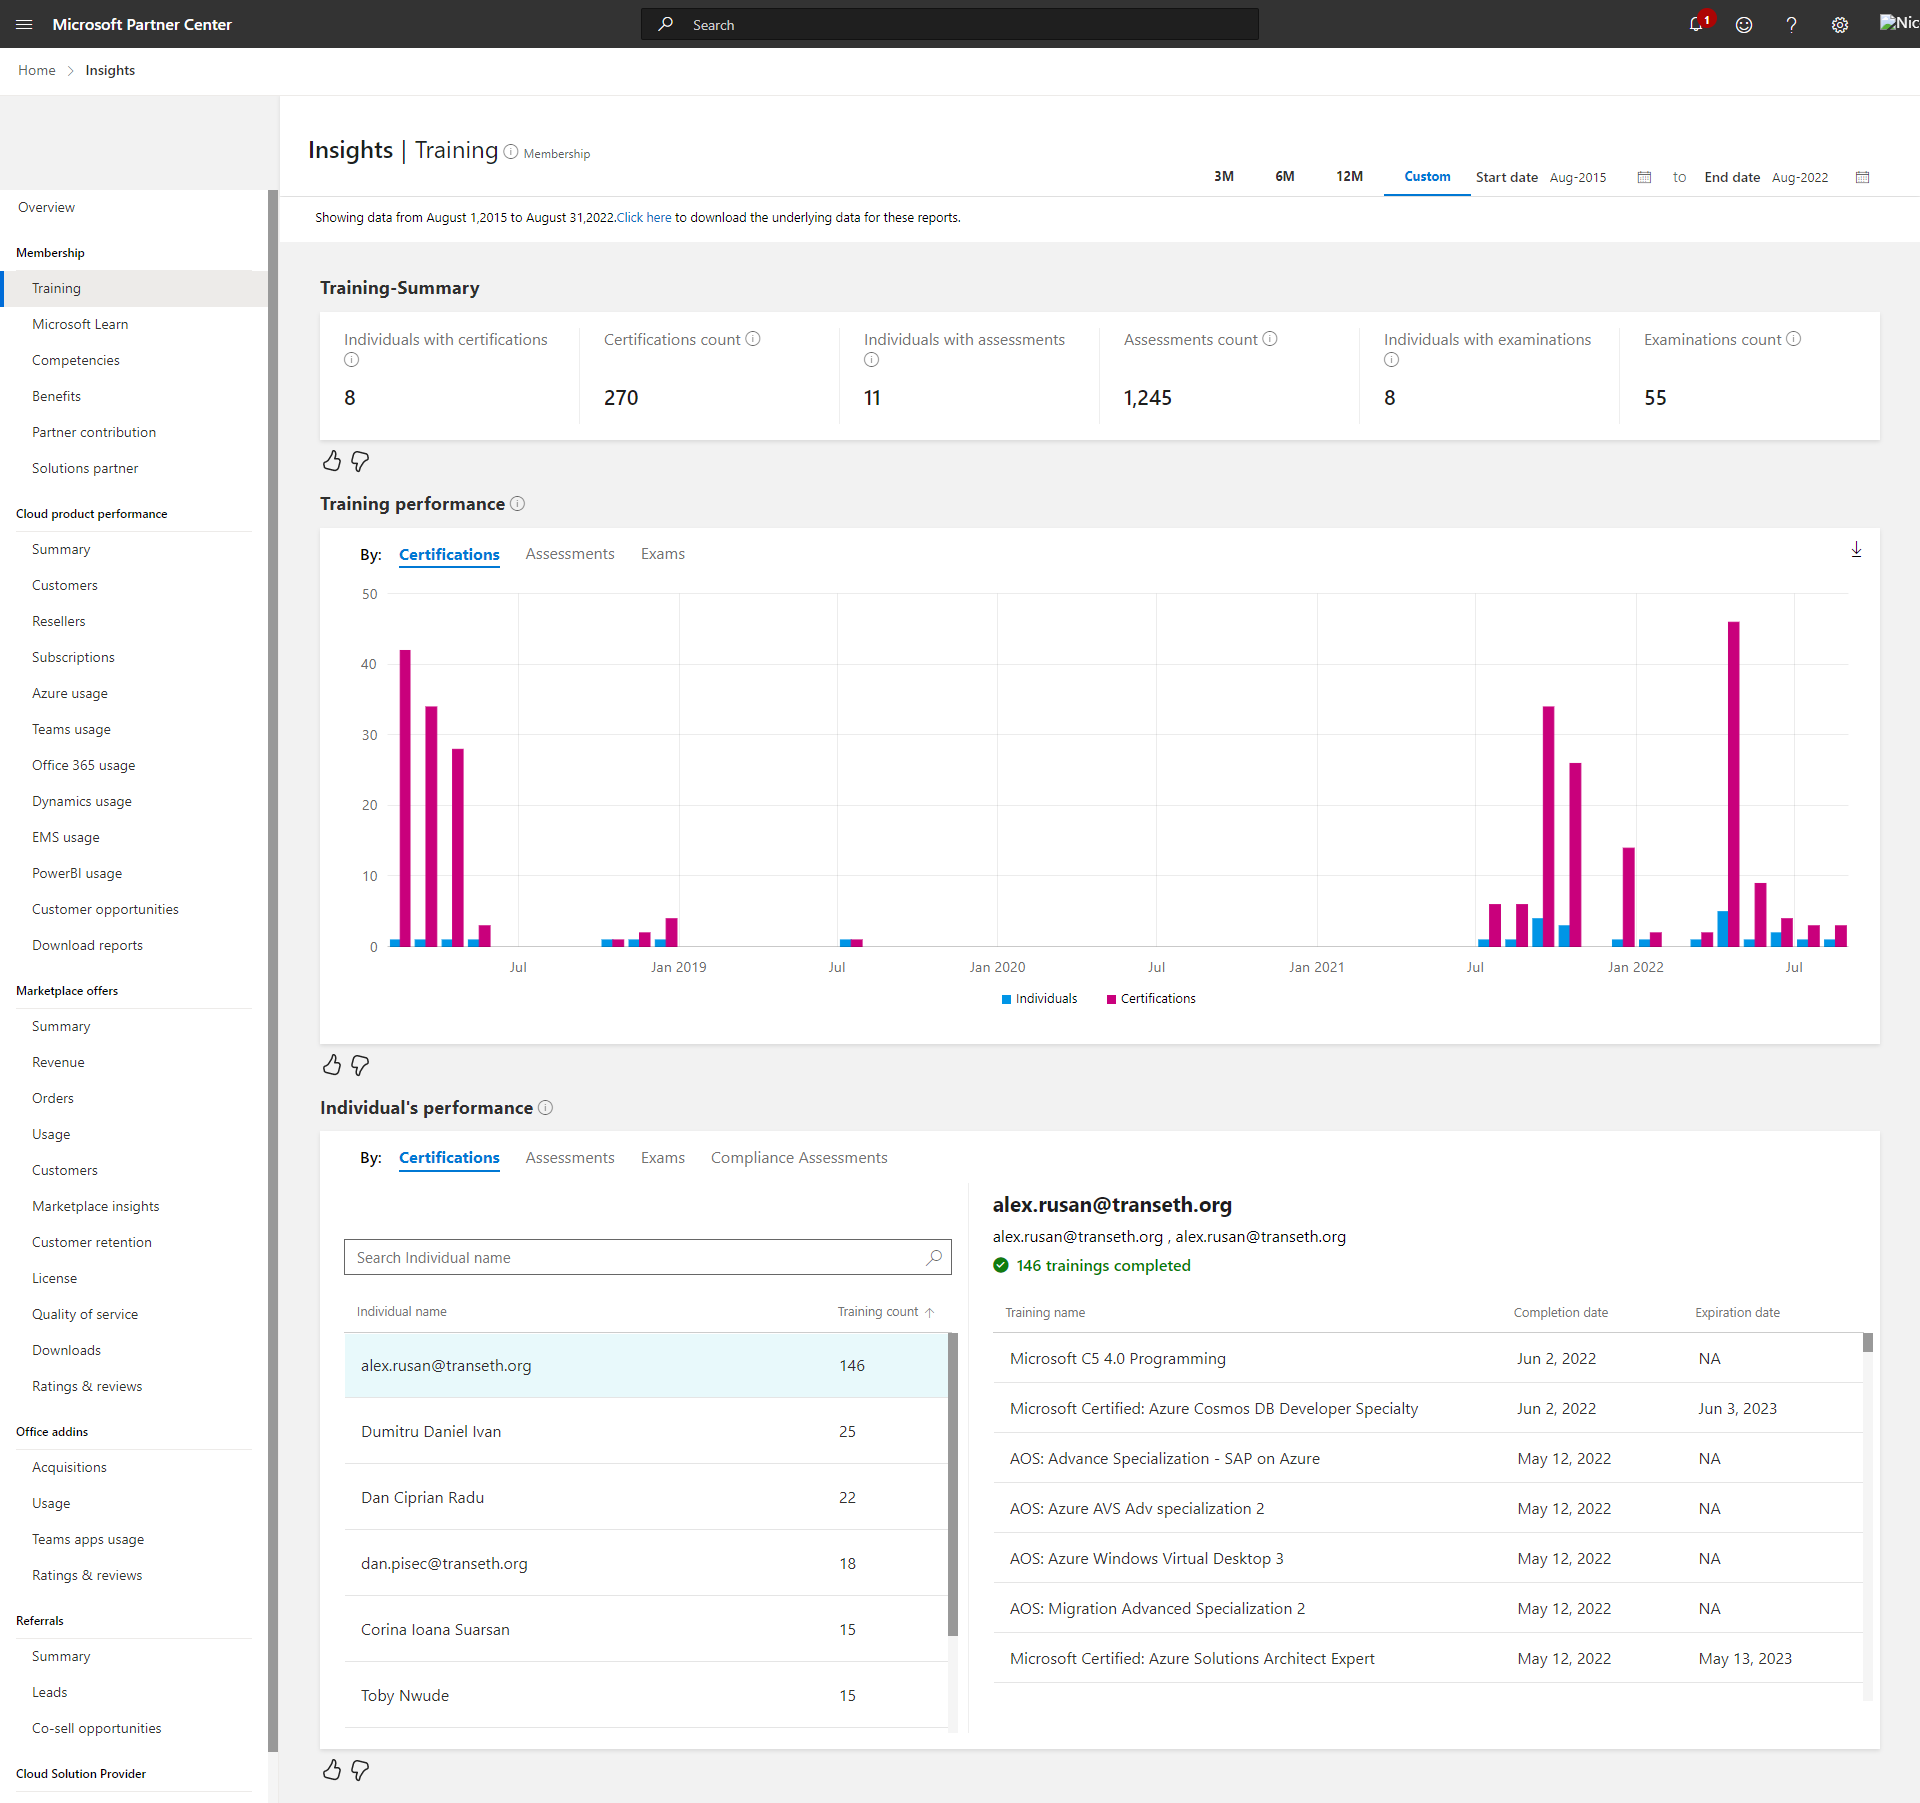 Microsoft Partner Center
Search
1
Nic
Home
Insights
Insights | Training Membership
3M 6M 12M Custom Start date Aug-2015 to End date Aug-2022
Showing data from August 1,2015 to August 31,2022.Click here to download the underlying data for these reports.
Overview
Membership
Training
Microsoft Learn
Competencies
Benefits
Partner contribution
Solutions partner
Cloud product performance
Summary
Customers
Resellers
Subscriptions
Azure usage
Teams usage
Office 365 usage
Dynamics usage
EMS usage
PowerBI usage
Customer opportunities
Download reports
Marketplace offers
Summary
Revenue
Orders
Usage
Customers
Marketplace insights
Customer retention
License
Quality of service
Downloads
Ratings & reviews
Office addins
Acquisitions
Usage
Teams apps usage
Ratings & reviews
Referrals
Summary
Leads
Co-sell opportunities
Cloud Solution Provider
Training-Summary
Individuals with certifications
8
Certifications count
270
Individuals with assessments
11
Assessments count
1,245
Individuals with examinations
8
Examinations count
55
Training performance
By: Certifications Assessments Exams
50
40
30
20
10
0
Jul Jan 2019 Jul Jan 2020 Jul Jan 2021 Jul Jan 2022 Jul
Individuals Certifications
Individual's performance
By: Certifications Assessments Exams Compliance Assessments
Search Individual name
Individual name Training count
alex.rusan@transeth.org 146
Dumitru Daniel Ivan 25
Dan Ciprian Radu 22
dan.pisec@transeth.org 18
Corina Ioana Suarsan 15
Toby Nwude 15
alex.rusan@transeth.org
alex.rusan@transeth.org , alex.rusan@transeth.org
146 trainings completed
Training name Completion date Expiration date
Microsoft C5 4.0 Programming Jun 2, 2022 NA
Microsoft Certified: Azure Cosmos DB Developer Specialty Jun 2, 2022 Jun 3, 2023
AOS: Advance Specialization - SAP on Azure May 12, 2022 NA
AOS: Azure AVS Adv specialization 2 May 12, 2022 NA
AOS: Azure Windows Virtual Desktop 3 May 12, 2022 NA
AOS: Migration Advanced Specialization 2 May 12, 2022 NA
Microsoft Certified: Azure Solutions Architect Expert May 12, 2022 May 13, 2023